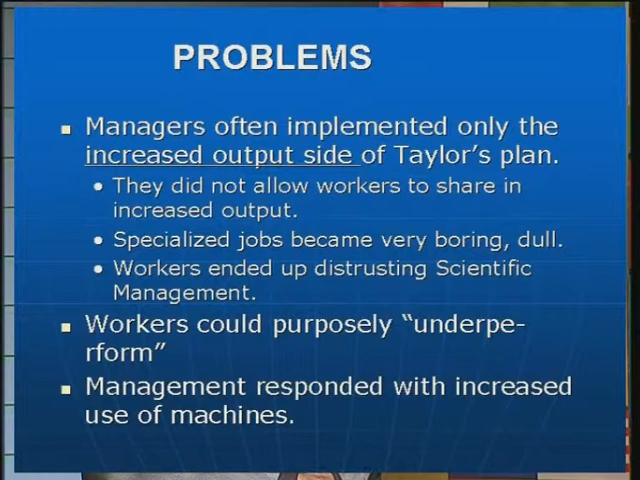 PROBLEMS
▪ Managers often implemented only the
increased output side of Taylor’s plan.
• They did not allow workers to share in
increased output.
• Specialized jobs became very boring, dull.
• Workers ended up distrusting Scientific
Management.
▪ Workers could purposely “underpe-
rform”
▪ Management responded with increased
use of machines.